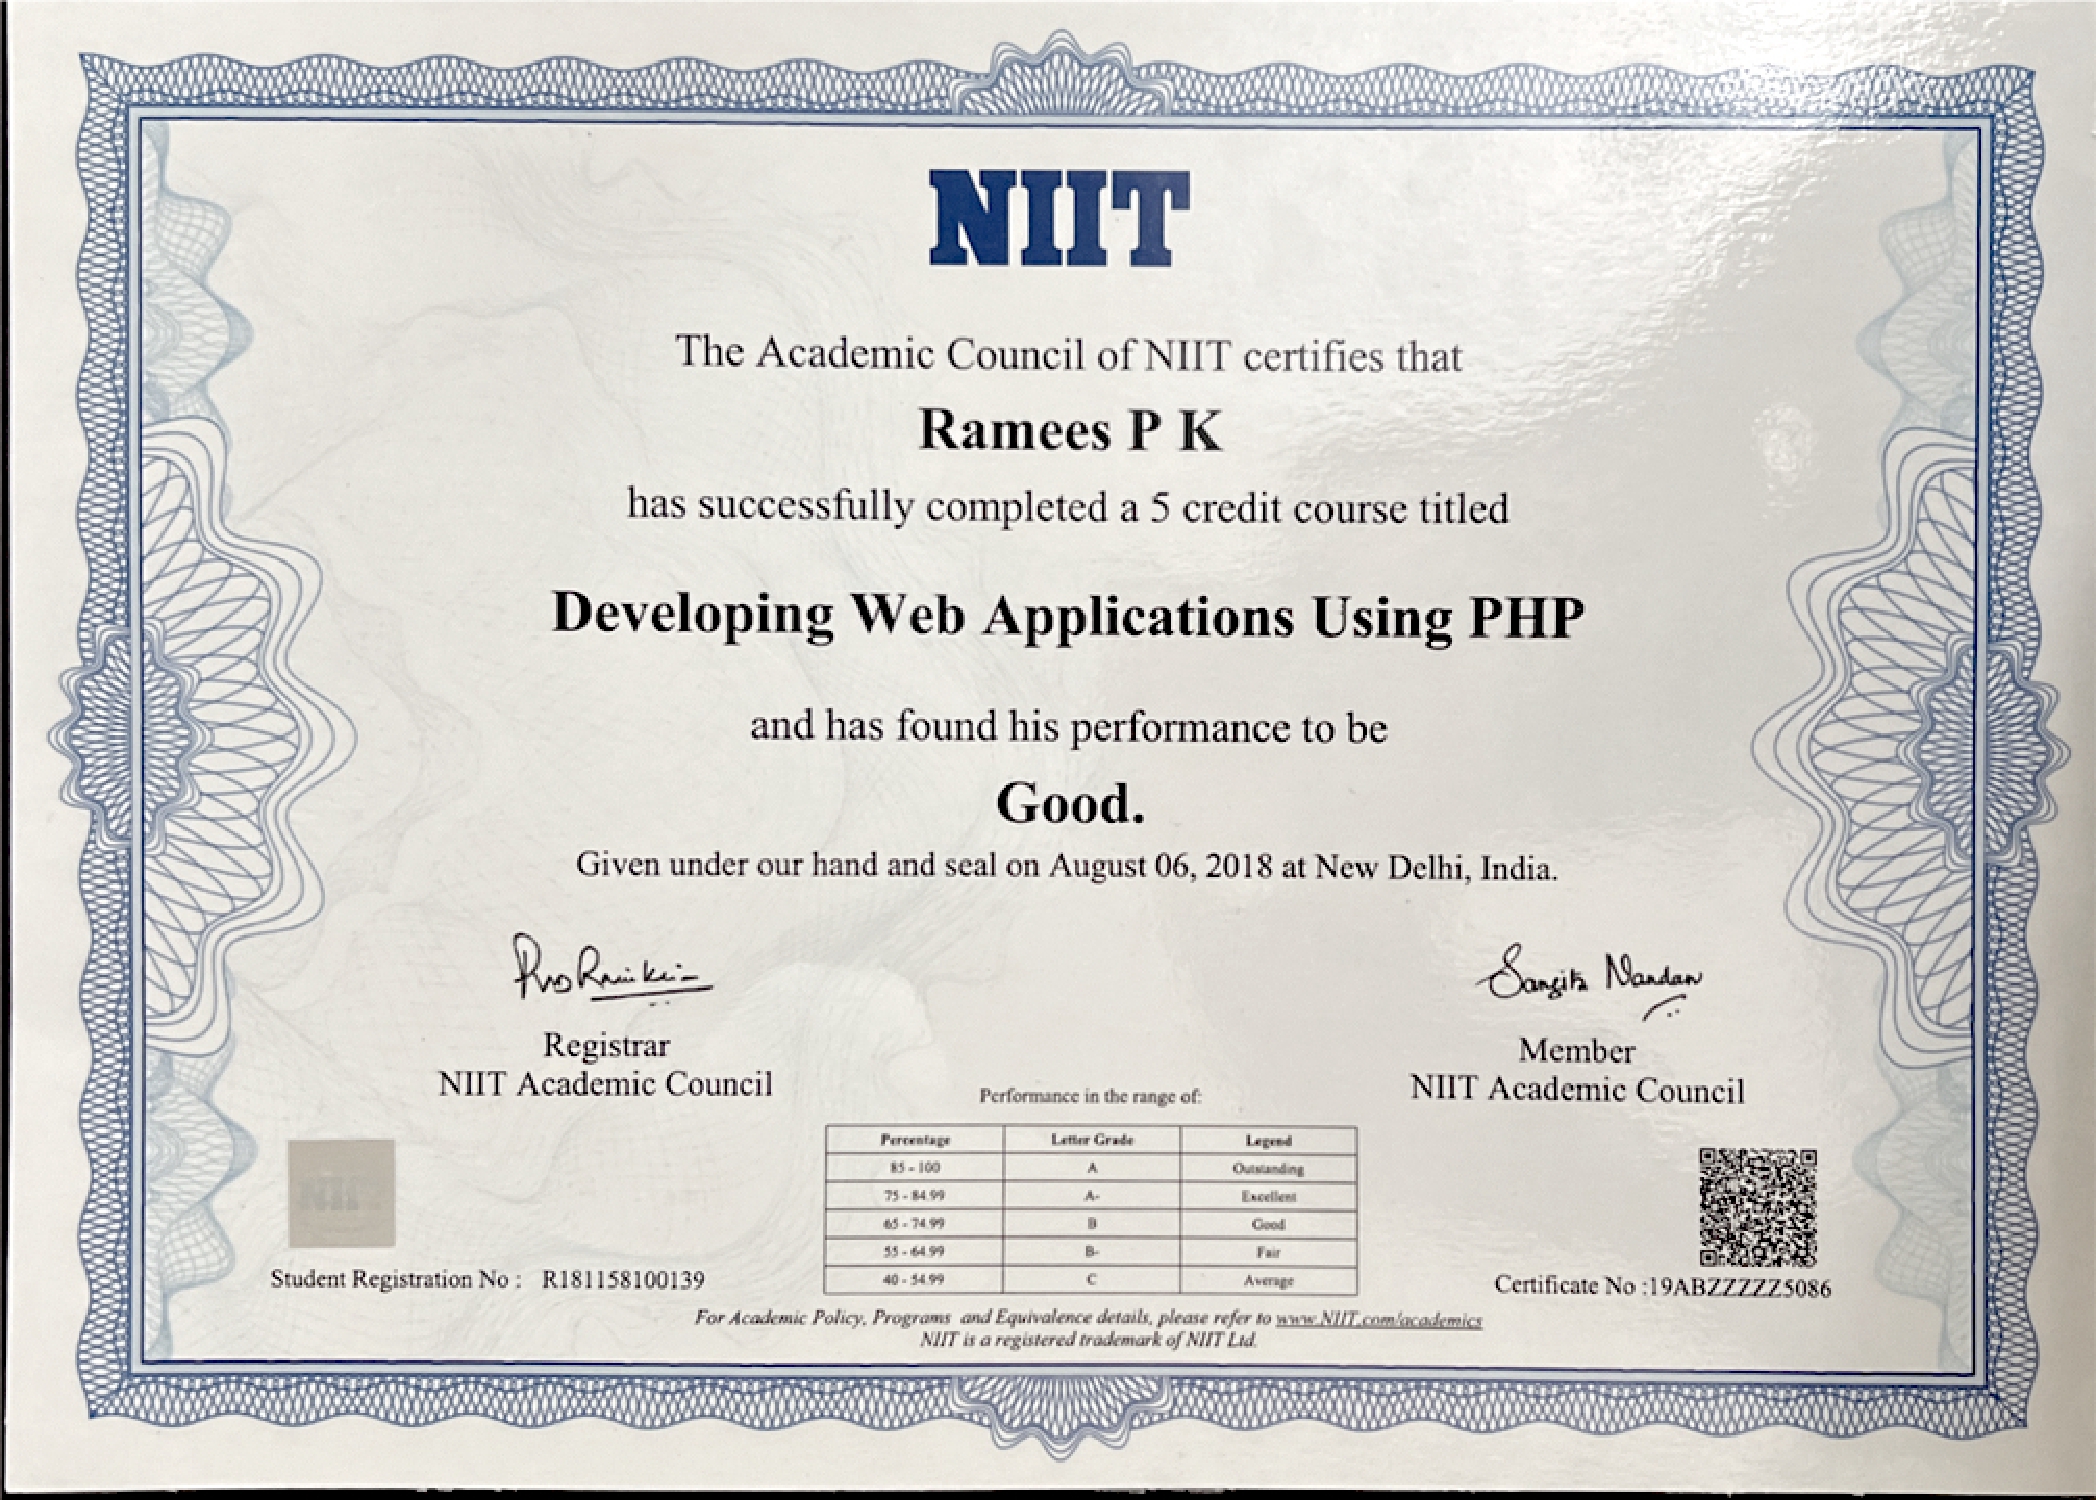 NIIT
The Academic Council of NIIT certifies that
Ramees P K
has successfully completed a 5 credit course titled
Developing Web Applications Using PHP
and has found his performance to be
Good.
Given under our hand and seal on August 06, 2018 at New Delhi, India.
Sangita Nandan
Registrar
NIIT Academic Council
Member
NIIT Academic Council
Performance in the range of:
Percentage Letter Grade Legend
85 - 100 A Outstanding
75 - 84.99 A- Excellent
65 - 74.99 B Good
55 - 64.99 B- Fair
40 - 54.99 C Average
NIIT
Student Registration No : R181158100139
Certificate No :19ABZZZZZ5086
For Academic Policy, Programs and Equivalence details, please refer to www.NIIT.com/academics
NIIT is a registered trademark of NIIT Ltd.